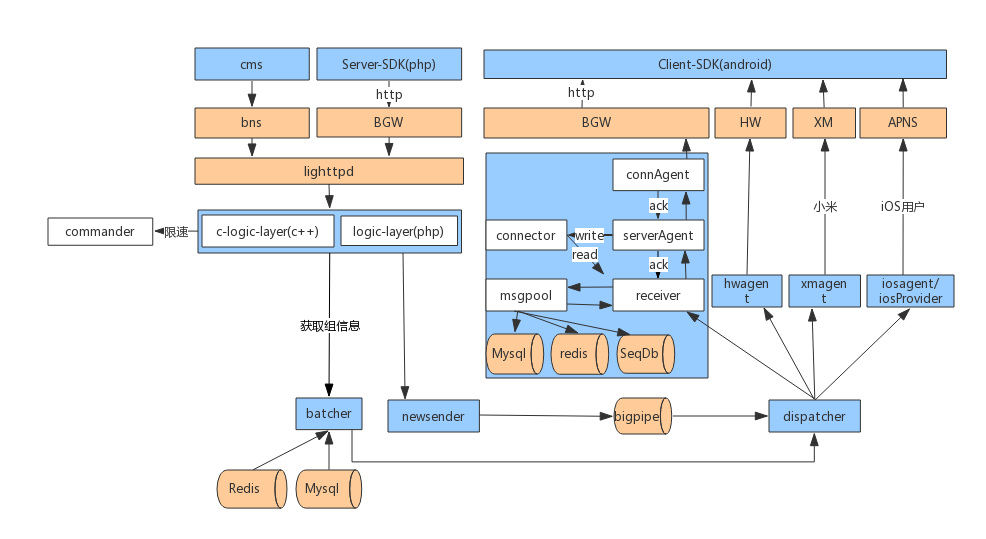 cms
Server-SDK(php)
Client-SDK(android)
http
http
bns
BGW
BGW
HW
XM
APNS
lighttpd
connAgent
ack
小米
iOS用户
commander
限速
c-logic-layer(c++)
logic-layer(php)
connector
write
serverAgent
read
ack
msgpool
receiver
hwagen
t
xmagen
t
iosagent/
iosProvider
获取组信息
Mysql
redis
SeqDb
batcher
newsender
bigpipe
dispatcher
Redis
Mysql